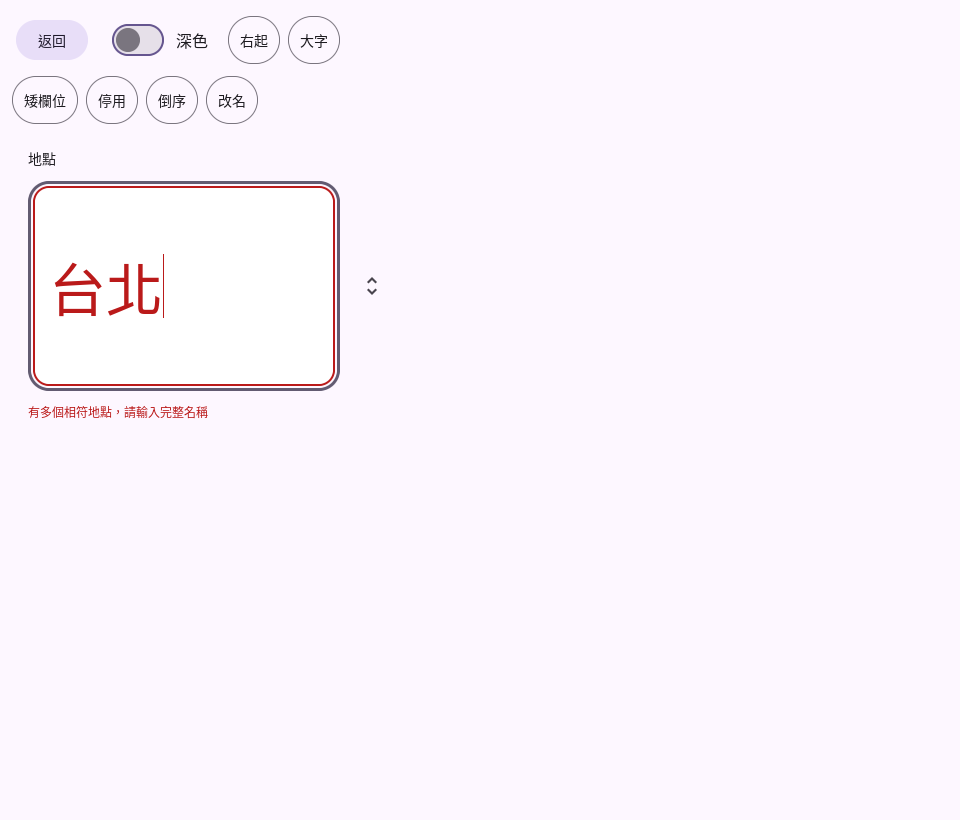 返回 深色 右起 大字
矮欄位 停用 倒序 改名
地點
台北
有多個相符地點，請輸入完整名稱